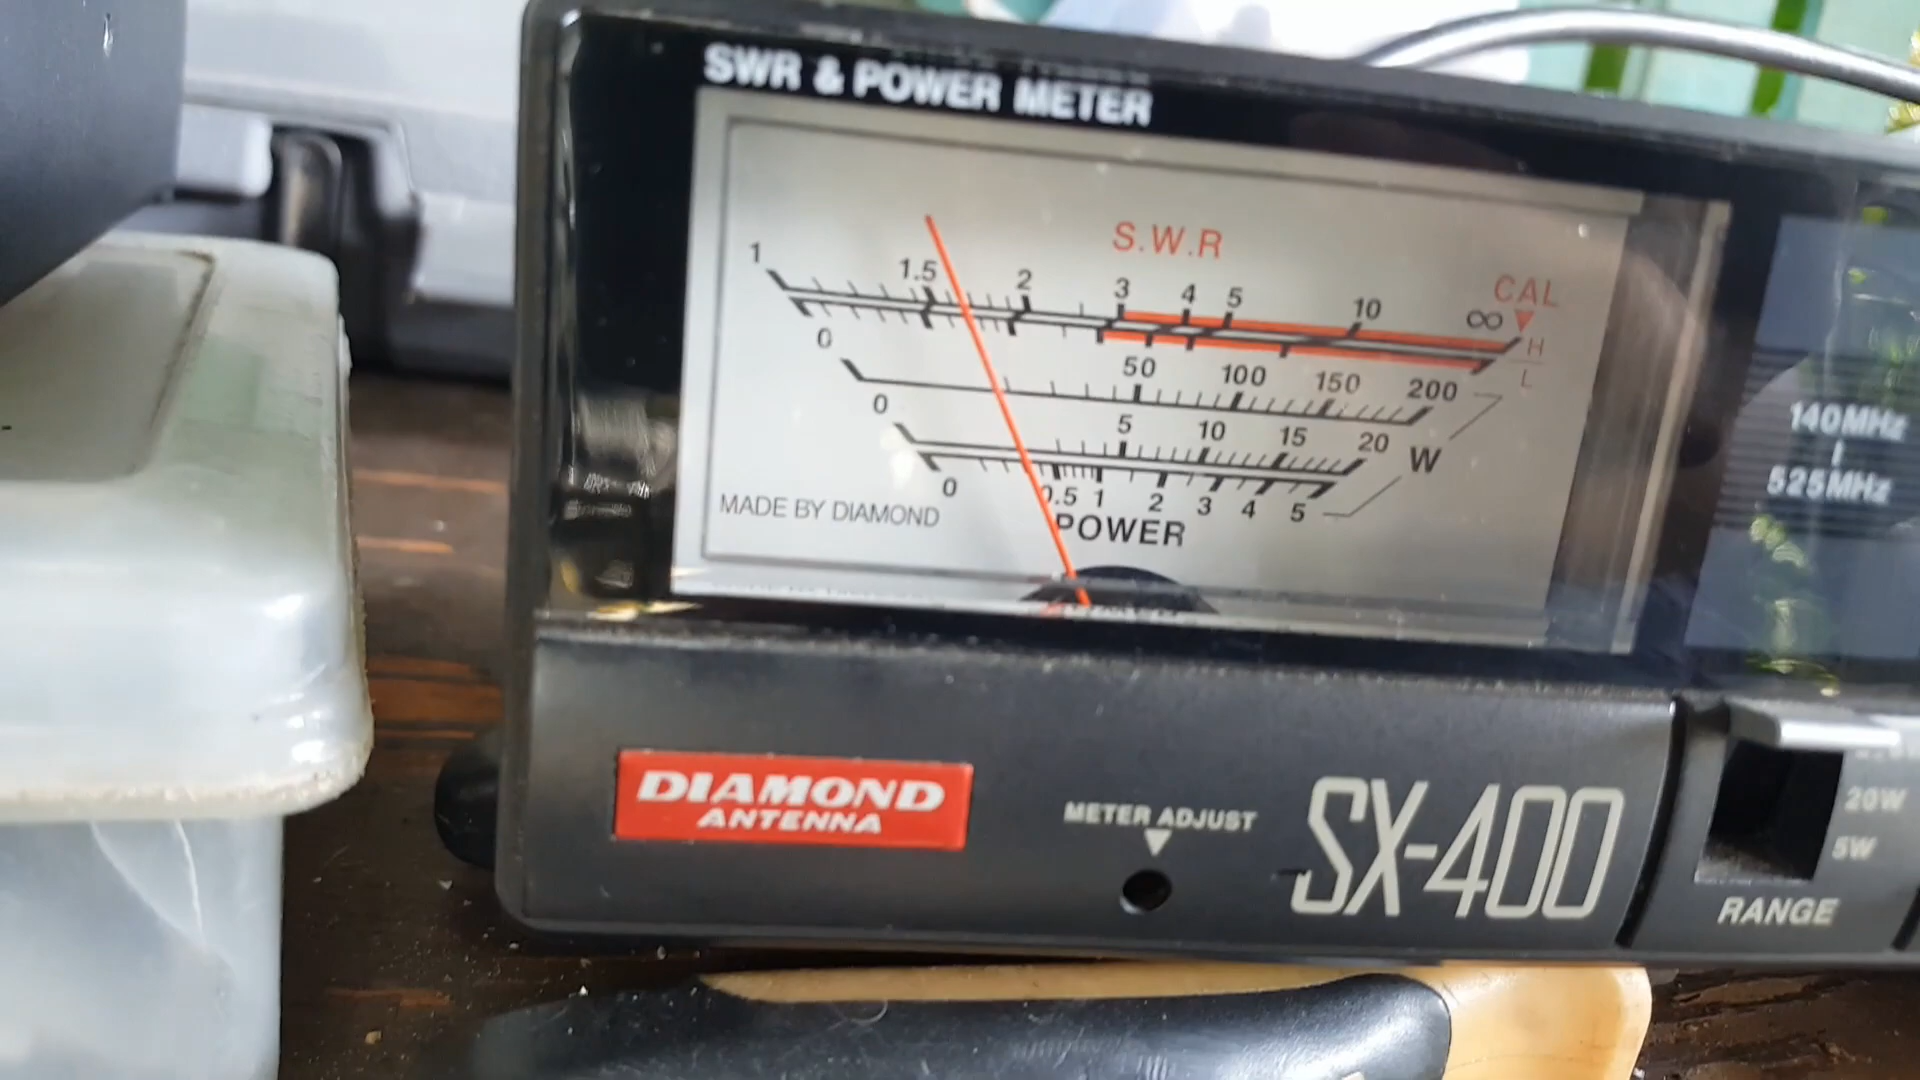 SWR & POWER METER
S.W.R
1 1.5 2 3 4 5 10 ∞ CAL
H
L
0 50 100 150 200
0 5 10 15 20 W
0 0.5 1 2 3 4 5
MADE BY DIAMOND
POWER
140MHz
525MHz
DIAMOND
ANTENNA
METER ADJUST
SX-400
20W
5W
RANGE